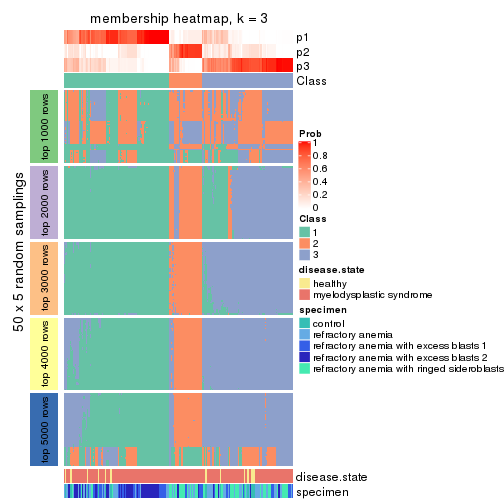 membership heatmap, k = 3
p1
p2
p3
Class
50 x 5 random samplings
top 1000 rows
top 2000 rows
top 3000 rows
top 4000 rows
top 5000 rows
disease.state
specimen
Prob
1
0.8
0.6
0.4
0.2
0
Class
1
2
3
disease.state
healthy
myelodysplastic syndrome
specimen
control
refractory anemia
refractory anemia with excess blasts 1
refractory anemia with excess blasts 2
refractory anemia with ringed sideroblasts